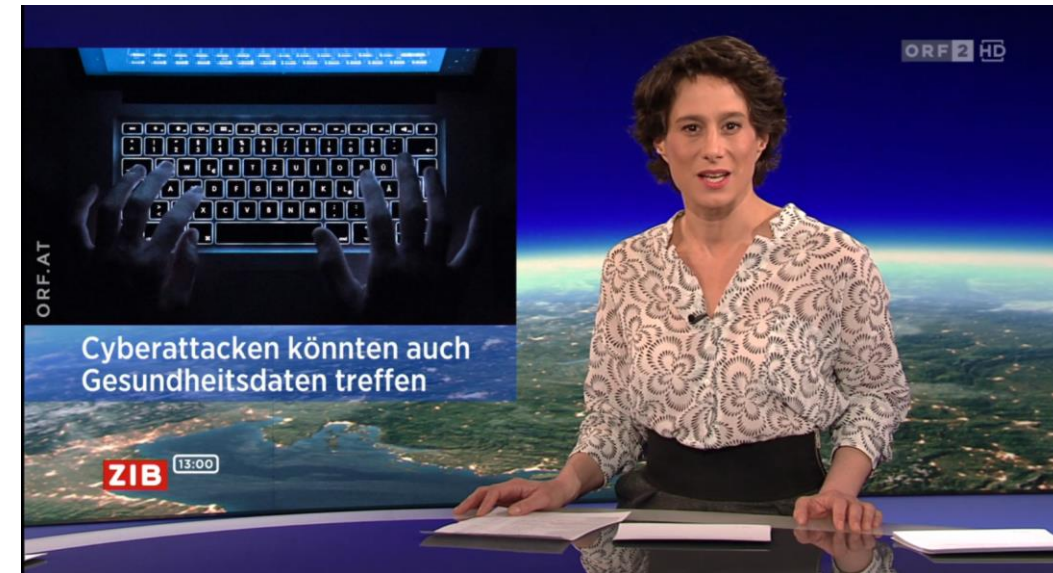 ORF 2 HD
ORF.AT
Cyberattacken könnten auch
Gesundheitsdaten treffen
ZIB 13:00